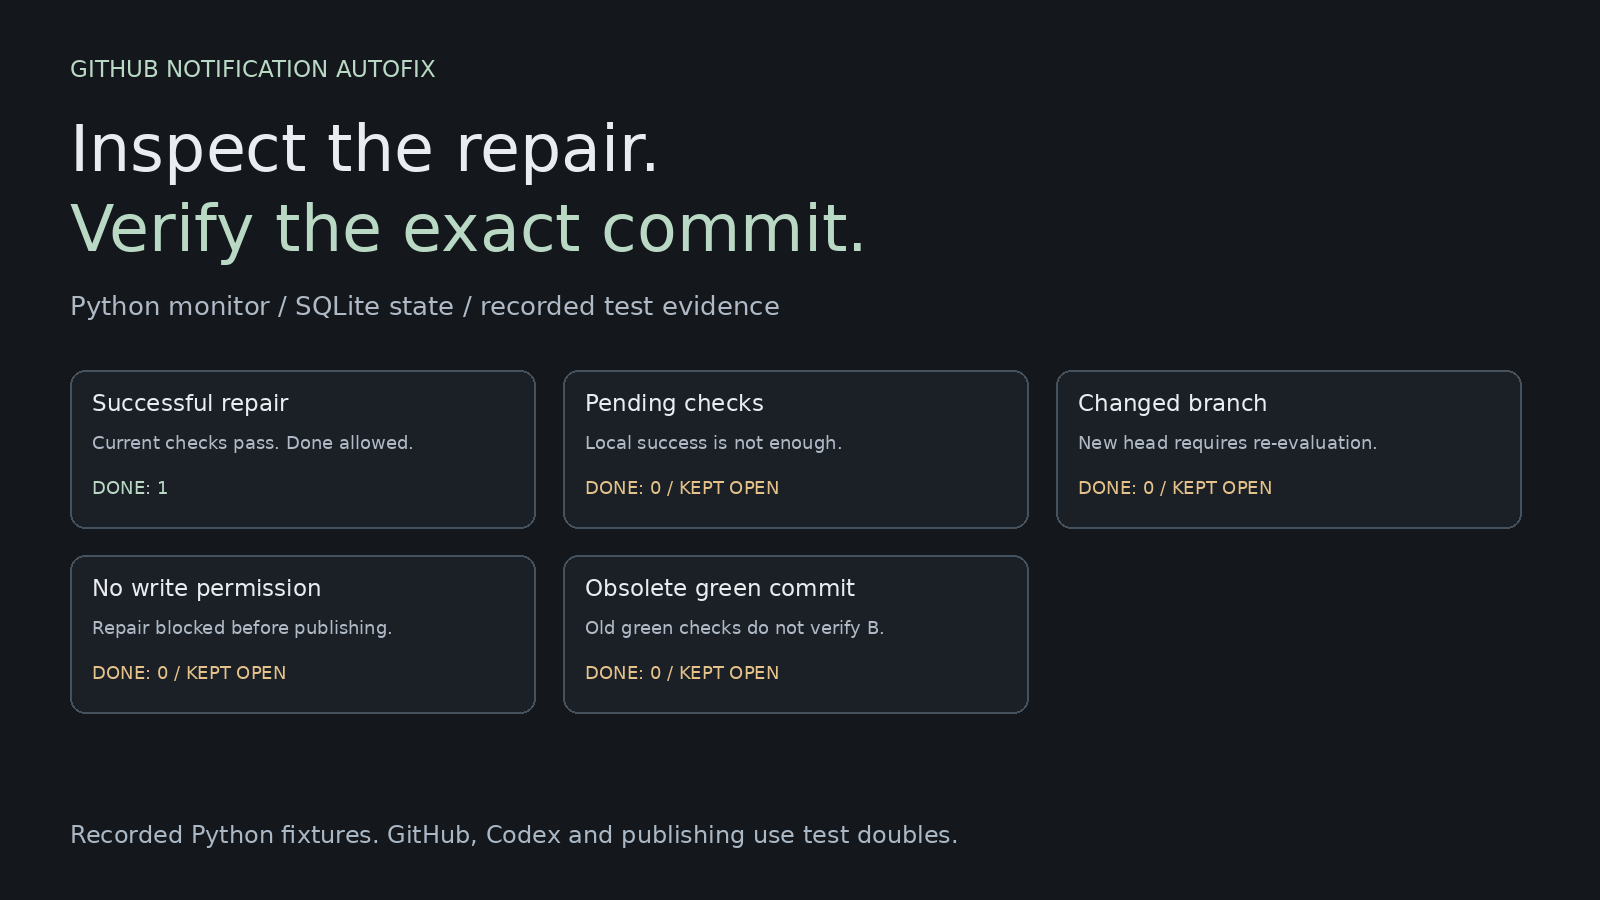 GITHUB NOTIFICATION AUTOFIX
Inspect the repair.
Verify the exact commit.
Python monitor / SQLite state / recorded test evidence
Successful repair
Current checks pass. Done allowed.
DONE: 1
Pending checks
Local success is not enough.
DONE: 0 / KEPT OPEN
Changed branch
New head requires re-evaluation.
DONE: 0 / KEPT OPEN
No write permission
Repair blocked before publishing.
DONE: 0 / KEPT OPEN
Obsolete green commit
Old green checks do not verify B.
DONE: 0 / KEPT OPEN
Recorded Python fixtures. GitHub, Codex and publishing use test doubles.